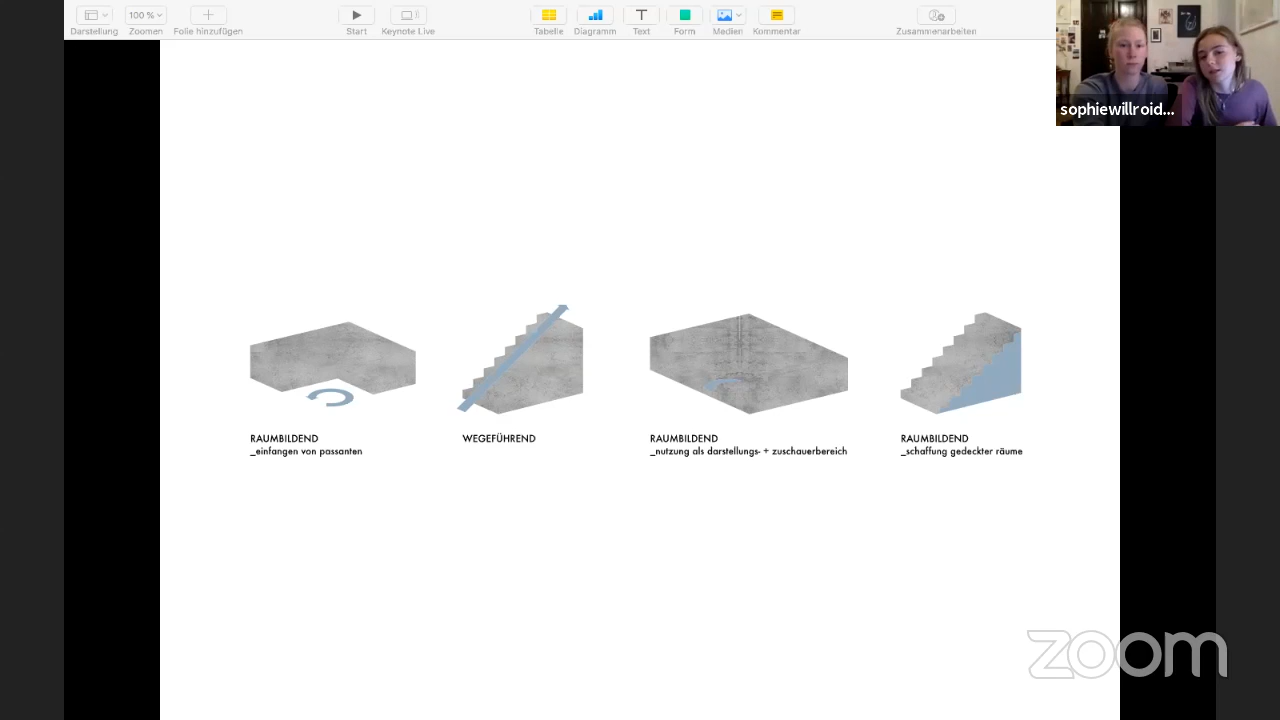 100 %
Darstellung Zoomen Folie hinzufügen Start Keynote Live Tabelle Diagramm Text Form Medien Kommentar Zusammenarbeiten
sophiewillroid...
RAUMBILDEND
_einfangen von passanten
WEGEFÜHREND
RAUMBILDEND
_nutzung als darstellungs- + zuschauerbereich
RAUMBILDEND
_schaffung gedeckter räume
zoom